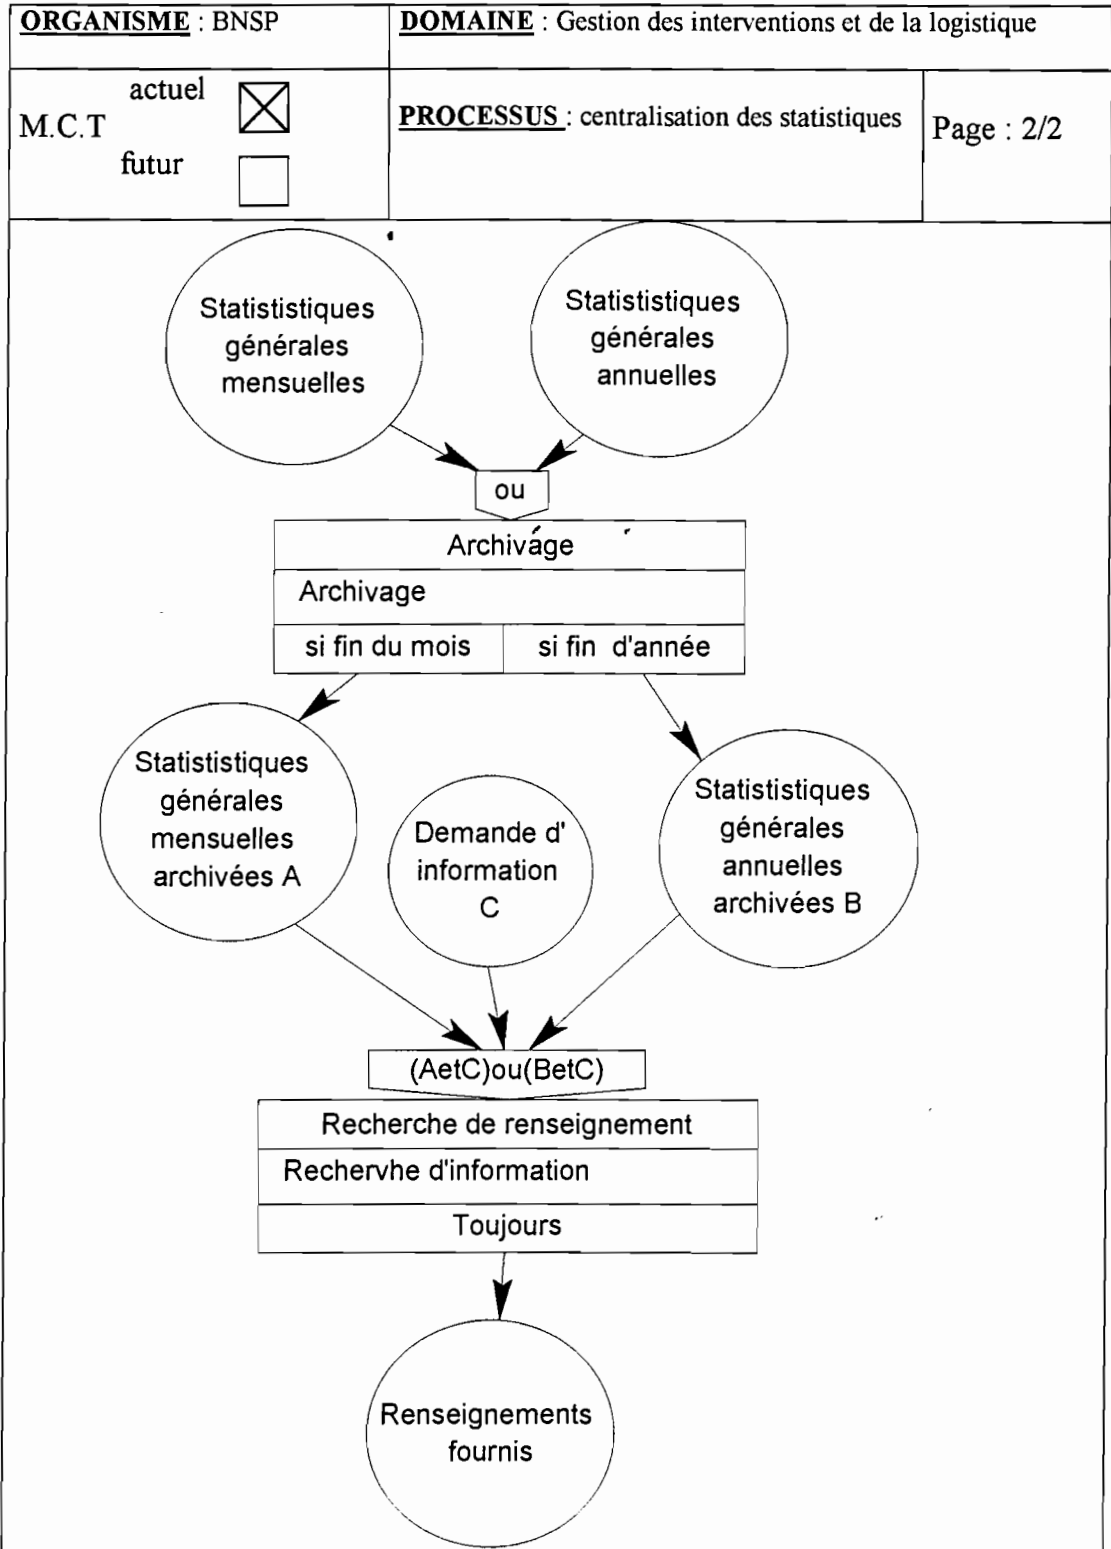 ORGANISME : BNSP
DOMAINE : Gestion des interventions et de la logistique
actuel
M.C.T
futur
PROCESSUS : centralisation des statistiques
Page : 2/2
Statististiques
générales
mensuelles
Statististiques
générales
annuelles
ou
Archivage
Archivage
si fin du mois
si fin d'année
Statististiques
générales
mensuelles
archivées A
Demande d'
information
C
Statististiques
générales
annuelles
archivées B
(AetC)ou(BetC)
Recherche de renseignement
Rechervhe d'information
Toujours
Renseignements
fournis